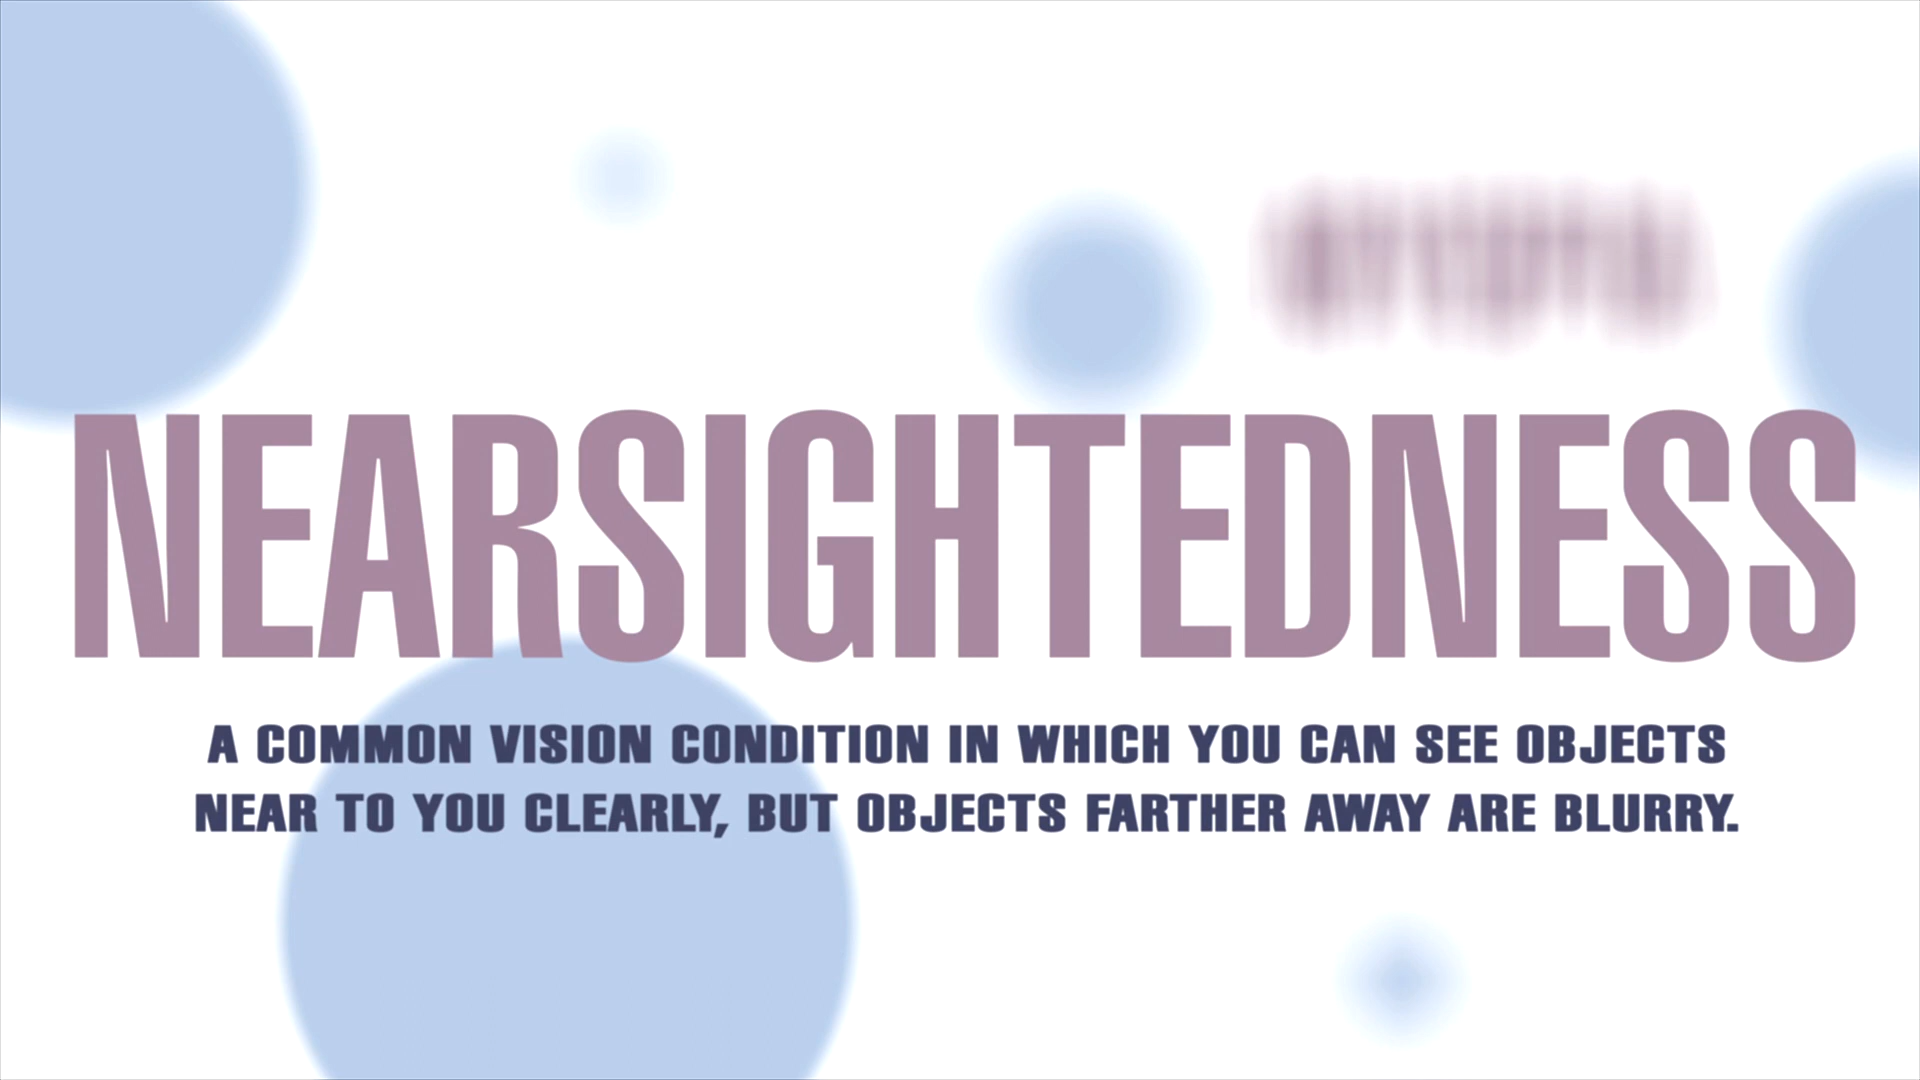 NEARSIGHTEDNESS
A COMMON VISION CONDITION IN WHICH YOU CAN SEE OBJECTS
NEAR TO YOU CLEARLY, BUT OBJECTS FARTHER AWAY ARE BLURRY.